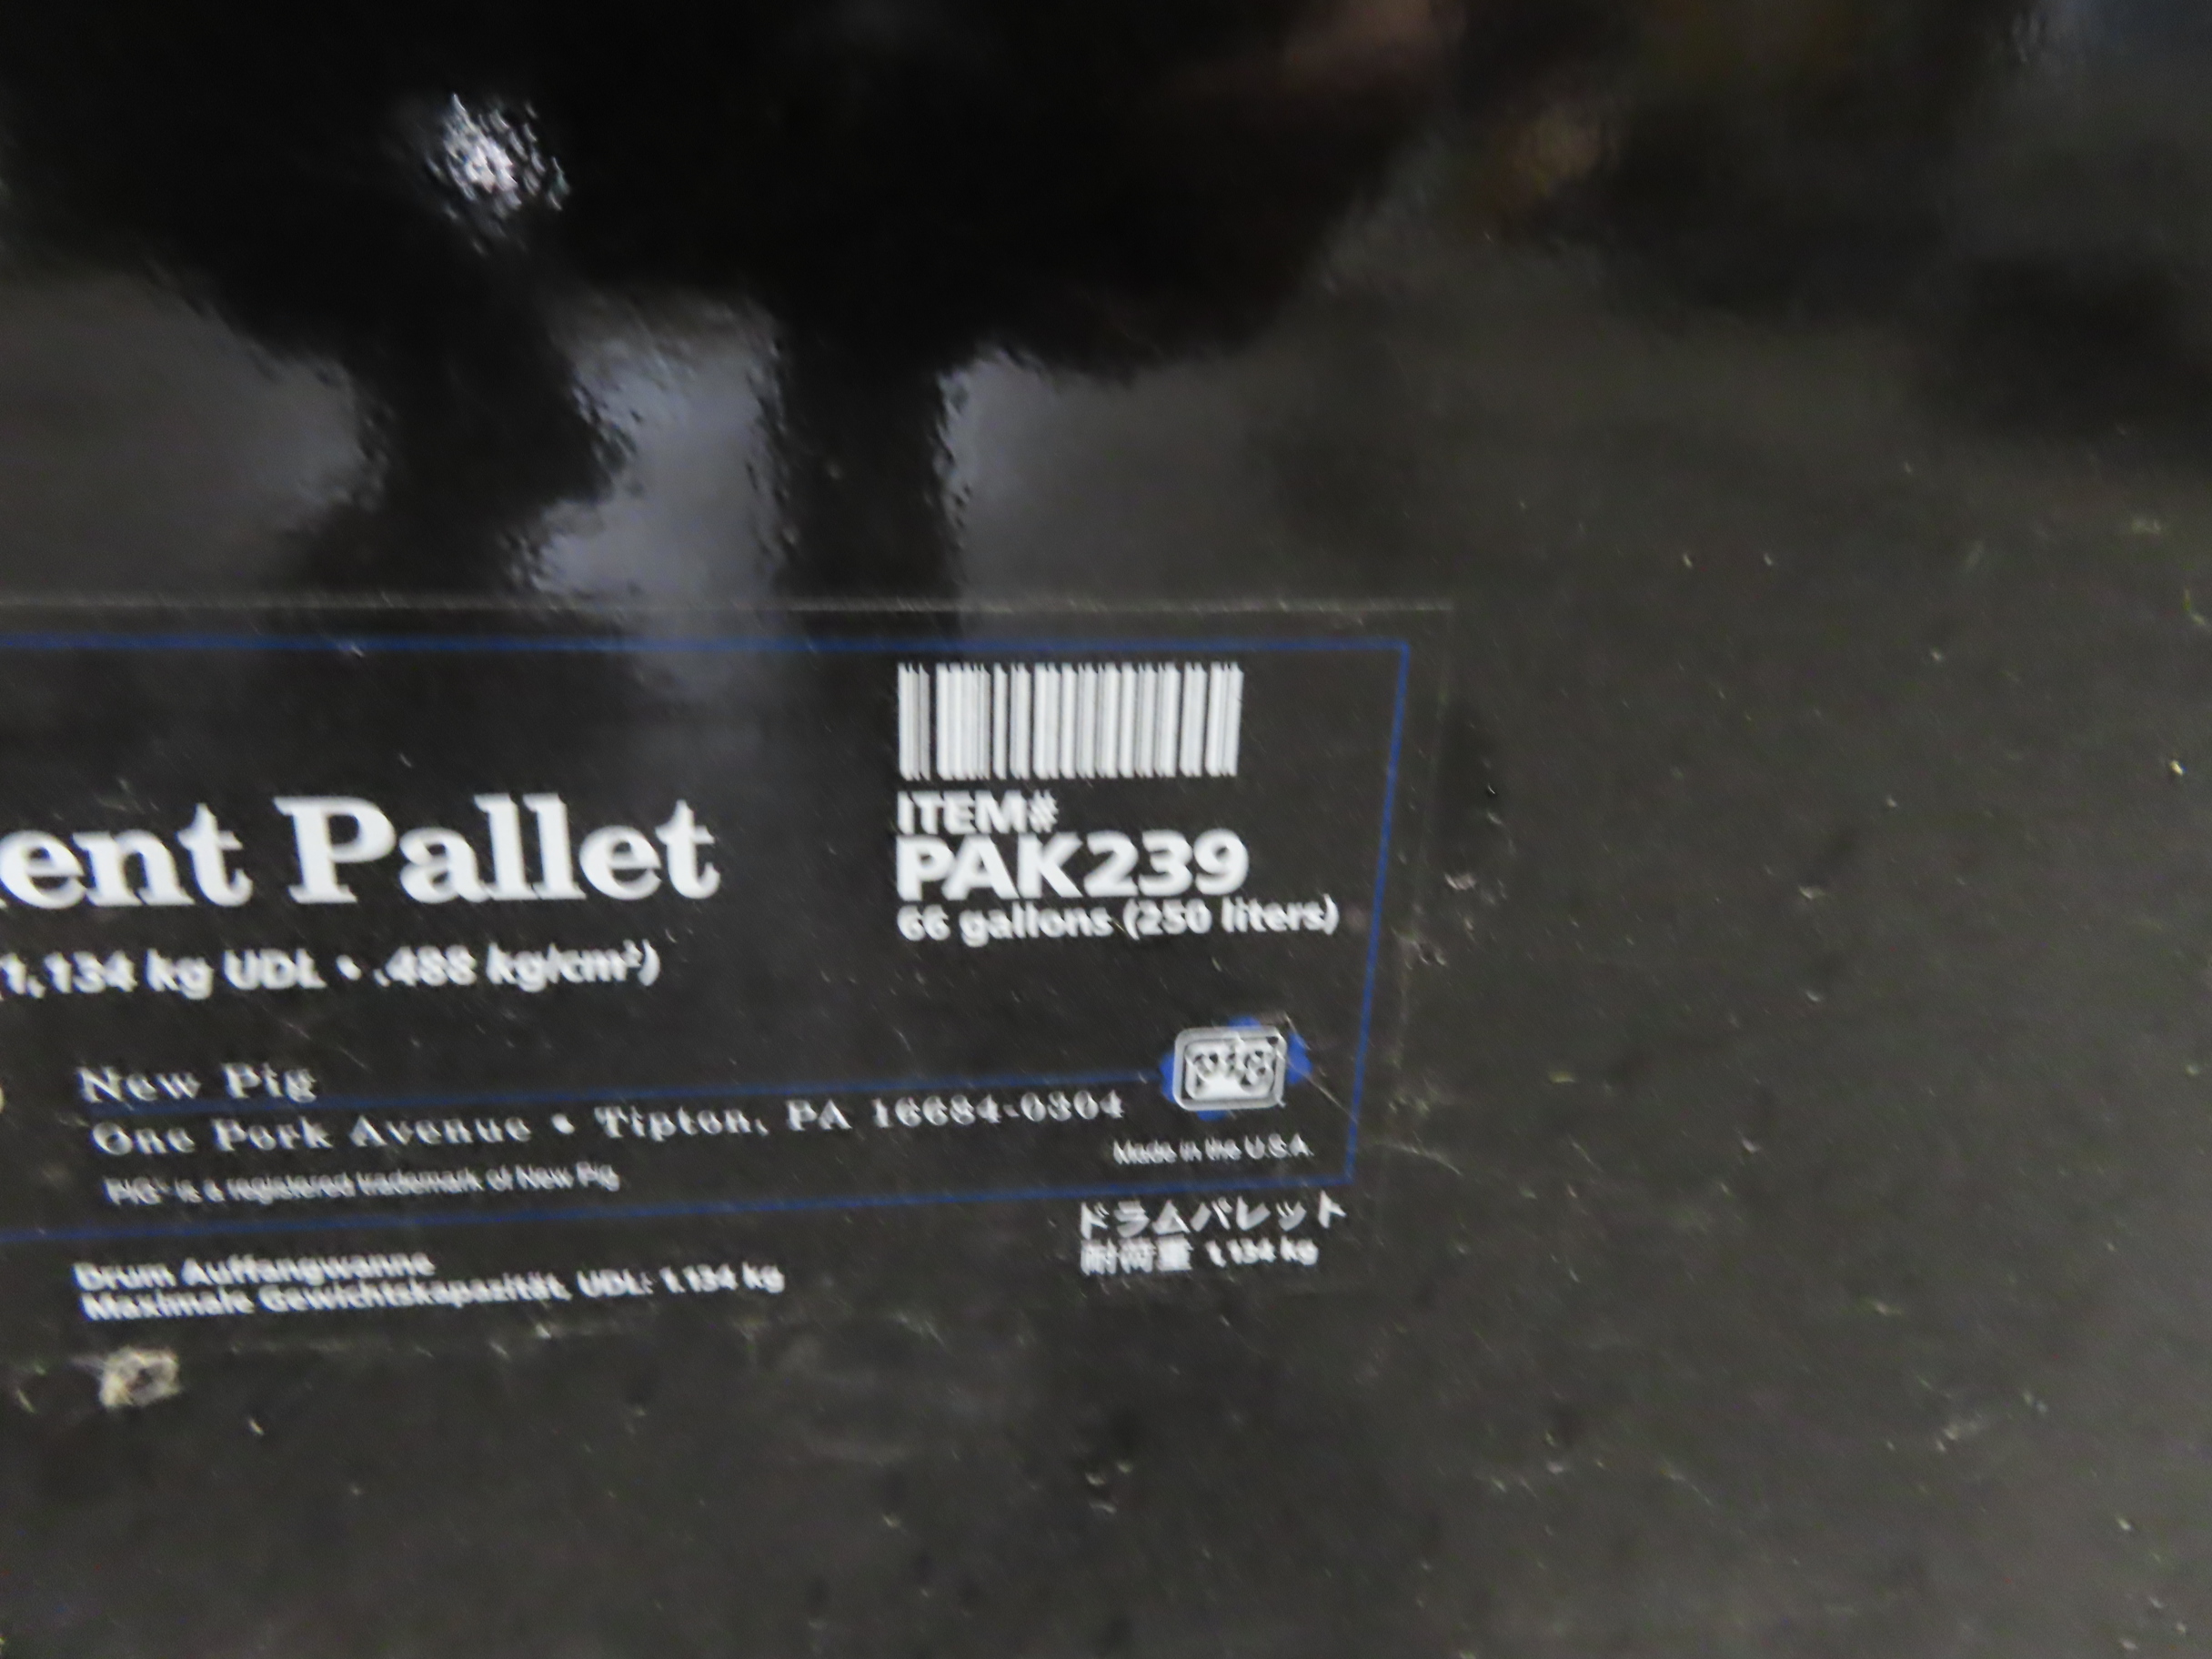 ITEM#
PAK239
66 gallons (250 liters)
ent Pallet
1,134 kg UDL • .488 kg/cm²)
New Pig
One Pork Avenue • Tipton, PA 16684-0304
PIG® is a registered trademark of New Pig
pig
Made in the U.S.A.
Drum Auffangwanne
Maximale Gewichtskapazität, UDL: 1.134 kg
ドラムパレット
耐荷重 1,134 kg